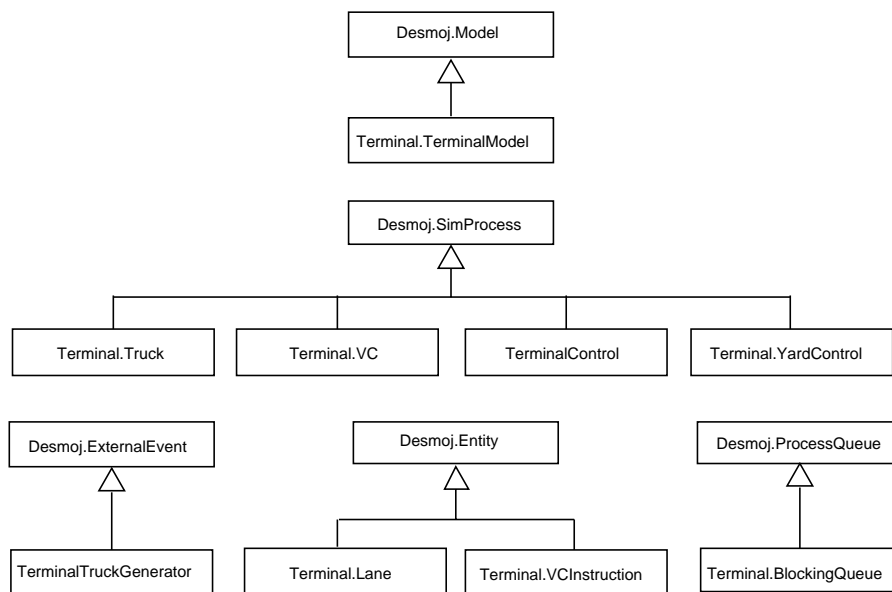 Desmoj.Model
Terminal.TerminalModel
Desmoj.SimProcess
Terminal.Truck
Terminal.VC
TerminalControl
Terminal.YardControl
Desmoj.ExternalEvent
Desmoj.Entity
Desmoj.ProcessQueue
TerminalTruckGenerator
Terminal.Lane
Terminal.VCInstruction
Terminal.BlockingQueue